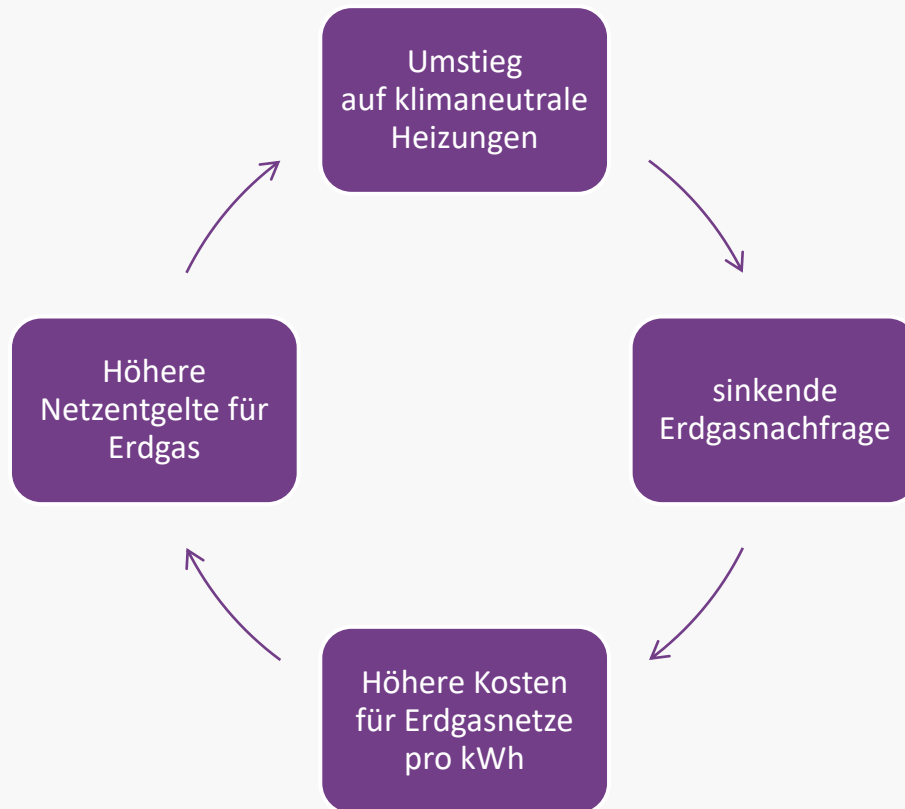 Umstieg
auf klimaneutrale
Heizungen
sinkende
Erdgasnachfrage
Höhere Kosten
für Erdgasnetze
pro kWh
Höhere
Netzentgelte für
Erdgas